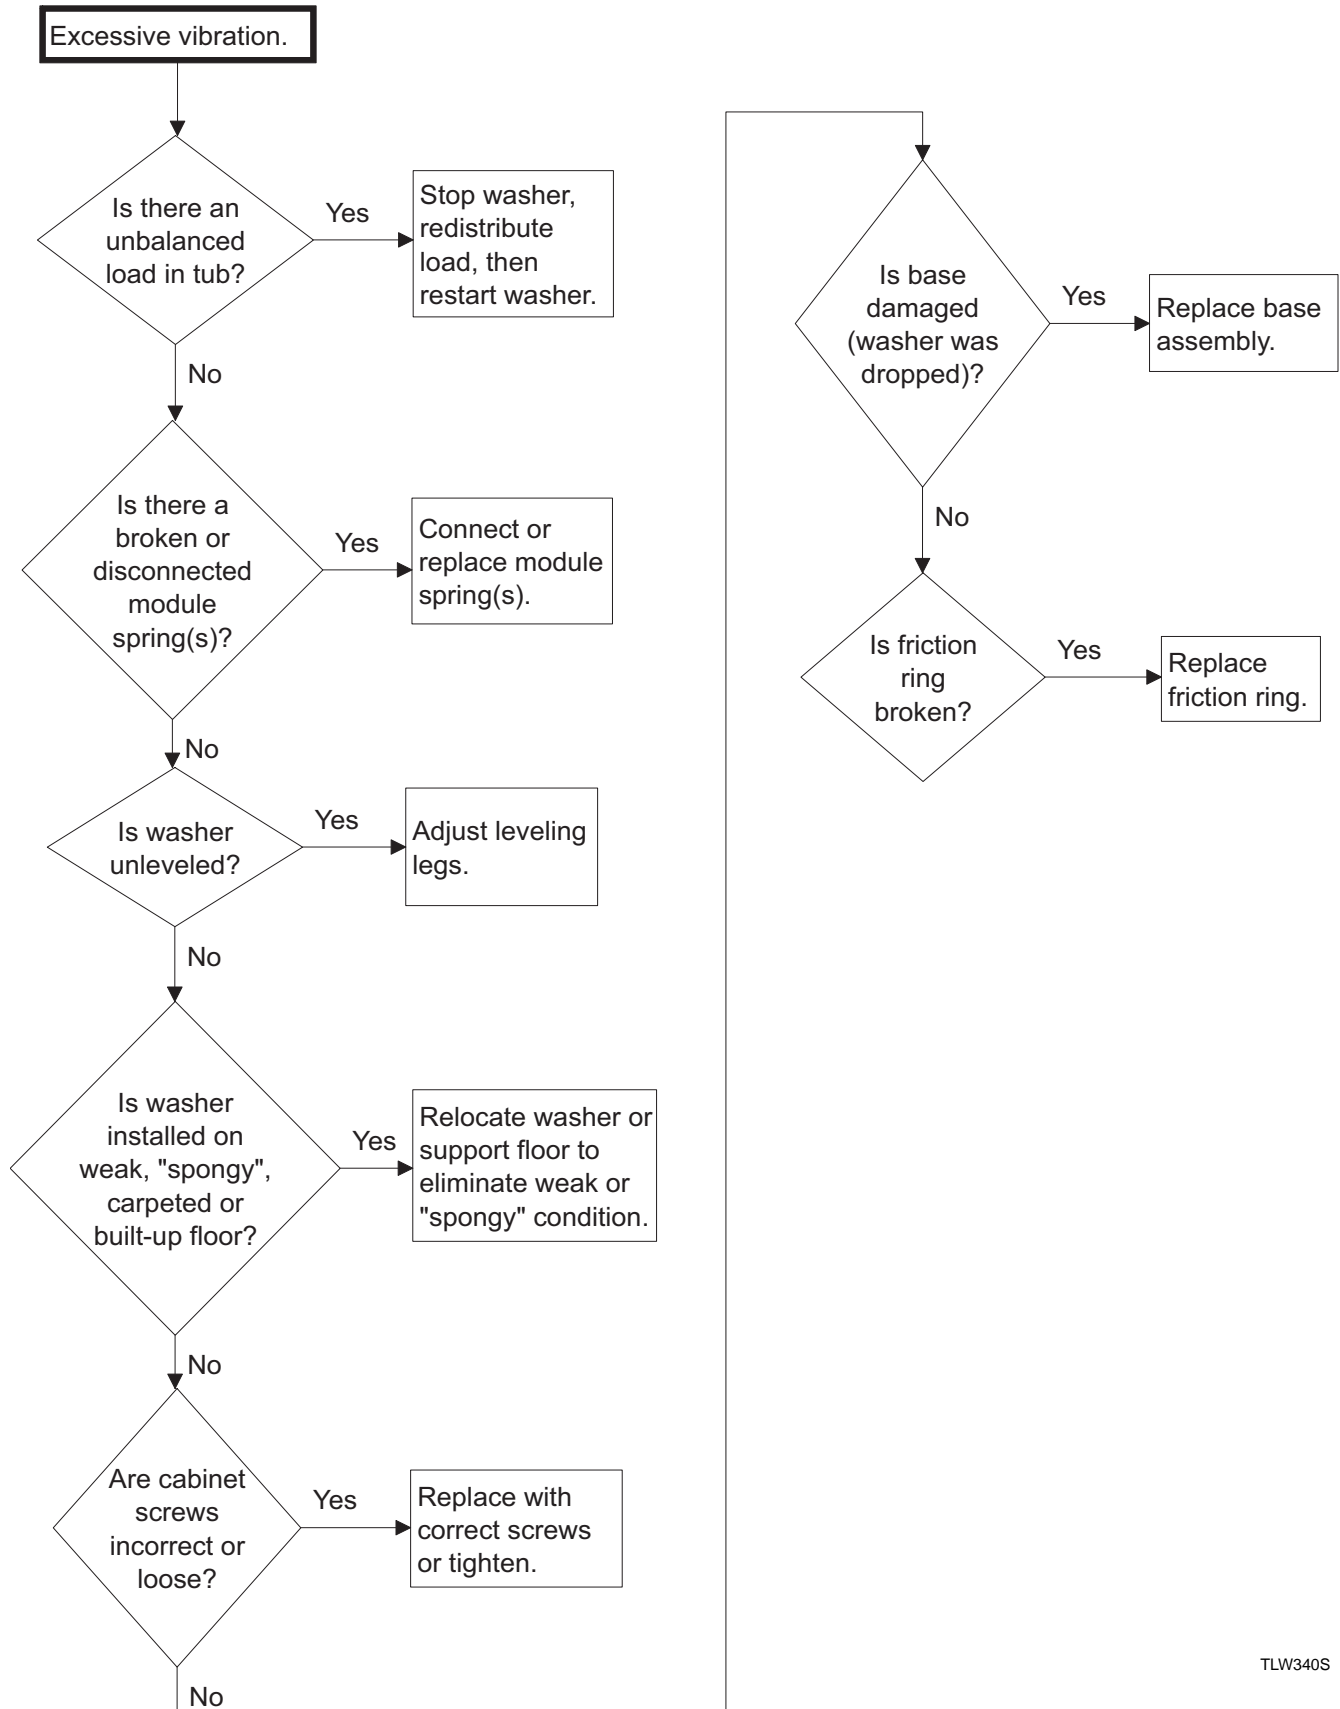 Excessive vibration.
Is there an
unbalanced
load in tub?
Yes
Stop washer,
redistribute
load, then
restart washer.
No
Is there a
broken or
disconnected
module
spring(s)?
Yes
Connect or
replace module
spring(s).
No
Is washer
unleveled?
Yes
Adjust leveling
legs.
No
Is washer
installed on
weak, "spongy",
carpeted or
built-up floor?
Yes
Relocate washer or
support floor to
eliminate weak or
"spongy" condition.
No
Are cabinet
screws
incorrect or
loose?
Yes
Replace with
correct screws
or tighten.
No
Is base
damaged
(washer was
dropped)?
Yes
Replace base
assembly.
No
Is friction
ring
broken?
Yes
Replace
friction ring.
TLW340S